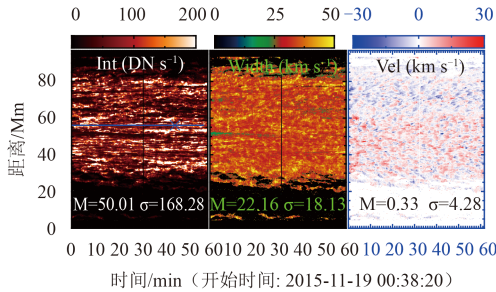 0 100 200 0 50 −30 0 30
Int (DN s⁻¹) Width (km s⁻¹) Vel (km s⁻¹)
80
60
40
20
0
距离/Mm
M=50.01 σ=168.28 M=22.16 σ=18.13 M=0.33 σ=4.28
0 10 20 30 40 50 60 10 20 30 40 50 60 10 20 30 40 50 60
时间/min（开始时间: 2015-11-19 00:38:20）